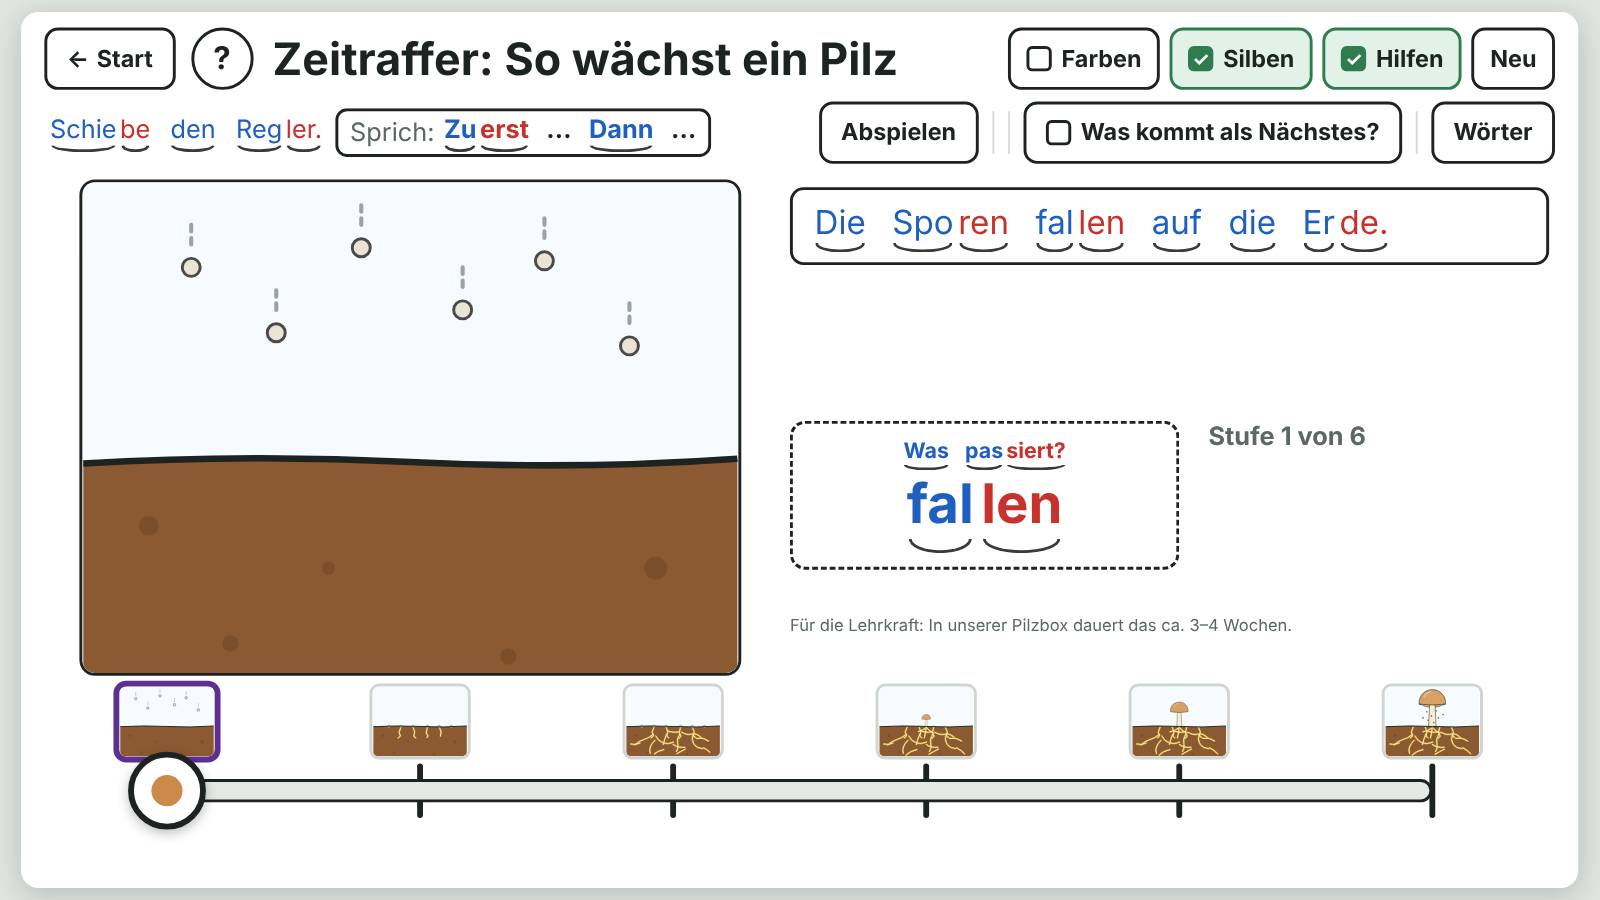 ← Start ? Zeitraffer: So wächst ein Pilz Farben Silben Hilfen Neu
Schiebe den Regler. Sprich: Zuerst ... Dann ... Abspielen Was kommt als Nächstes? Wörter
Die Sporen fallen auf die Erde.
Was passiert?
fallen
Stufe 1 von 6
Für die Lehrkraft: In unserer Pilzbox dauert das ca. 3–4 Wochen.